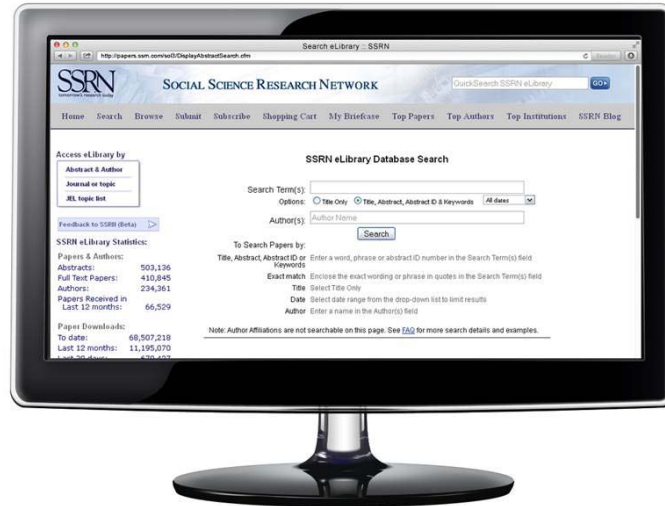 Search eLibrary :: SSRN
http://papers.ssrn.com/sol3/DisplayAbstractSearch.cfm
SSRN
SOCIAL SCIENCE RESEARCH NETWORK
QuickSearch SSRN eLibrary
GO
Home Search Browse Submit Subscribe Shopping Cart My Briefcase Top Papers Top Authors Top Institutions SSRN Blog
Access eLibrary by
Abstract & Author
Journal or topic
JEL topic list
Feedback to SSRN (Beta)
SSRN eLibrary Statistics:
Papers & Authors:
Abstracts: 503,136
Full Text Papers: 410,845
Authors: 234,361
Papers Received in
Last 12 months: 66,529
Paper Downloads:
To date: 68,507,218
Last 12 months: 11,195,070
SSRN eLibrary Database Search
Search Term(s):
Options: Title Only Title, Abstract, Abstract ID & Keywords All dates
Author(s): Author Name
Search
To Search Papers by:
Title, Abstract, Abstract ID or Keywords Enter a word, phrase or abstract ID number in the Search Term(s) field
Exact match Enclose the exact wording or phrase in quotes in the Search Term(s) field
Title Select Title Only
Date Select date range from the drop-down list to limit results
Author Enter a name in the Author(s) field
Note: Author Affiliations are not searchable on this page. See FAQ for more search details and examples.